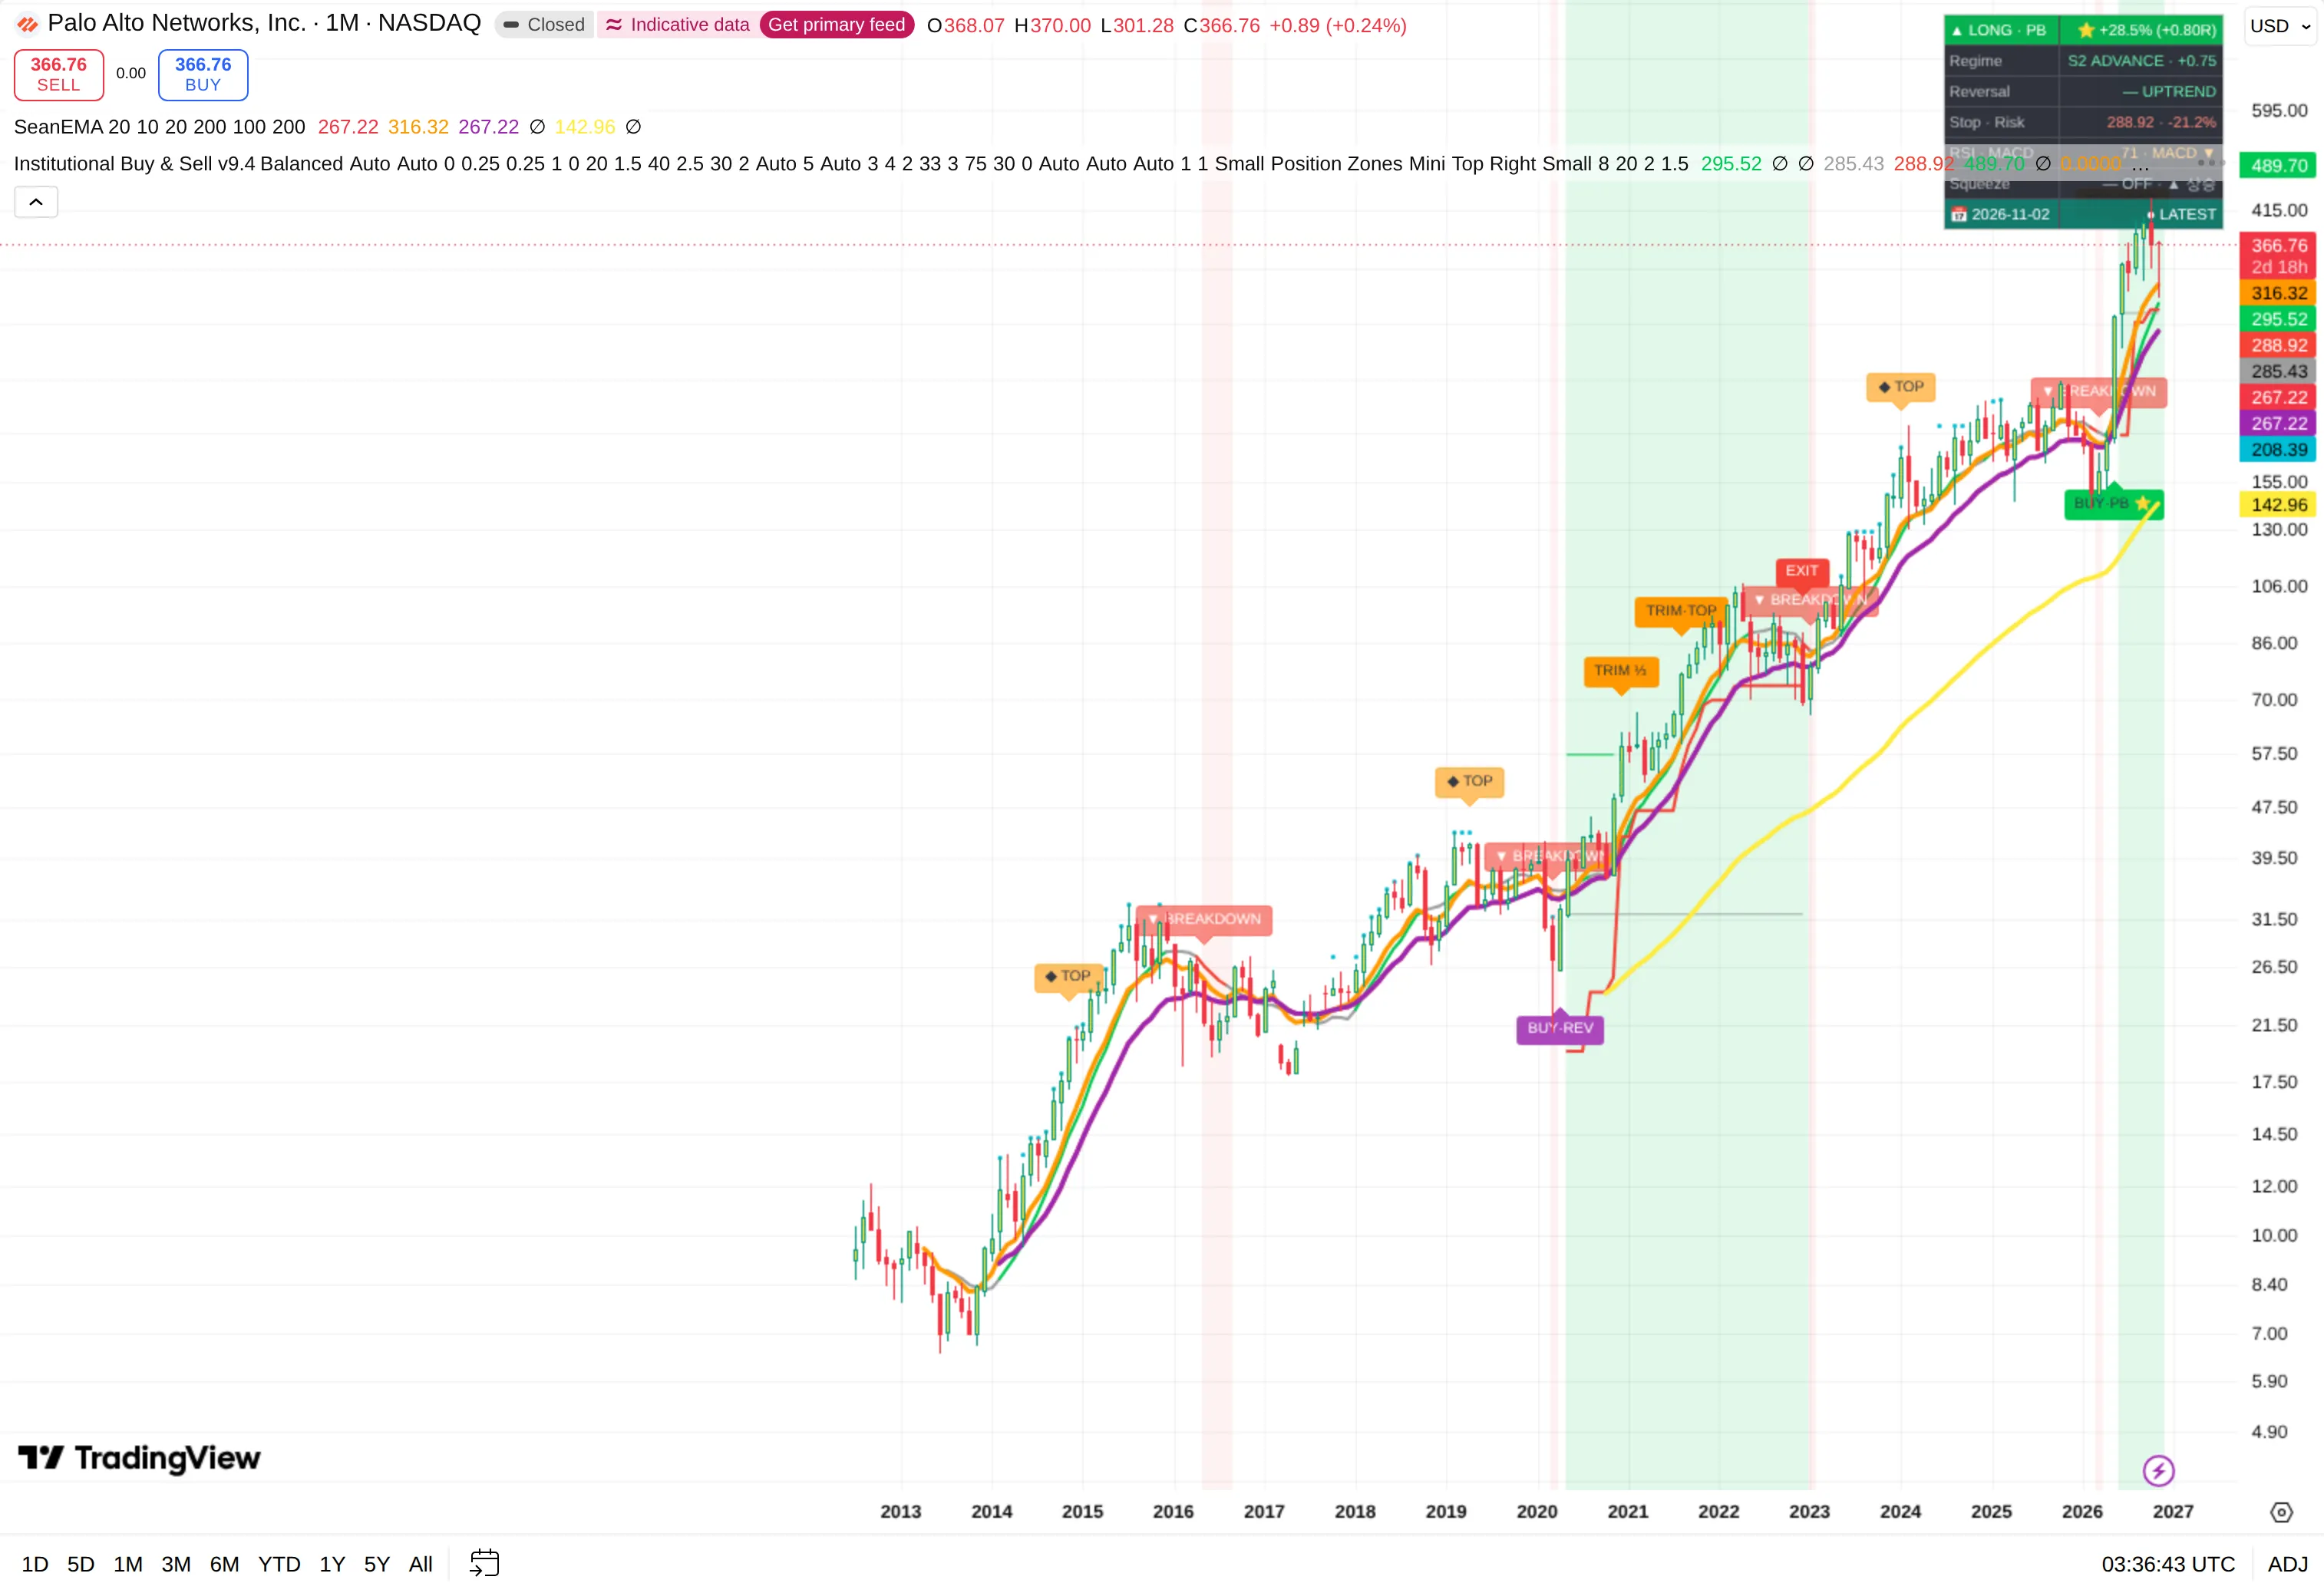 Palo Alto Networks, Inc. · 1M · NASDAQ Closed Indicative data Get primary feed O368.07 H370.00 L301.28 C366.76 +0.89 (+0.24%)
366.76 SELL
0.00
366.76 BUY
SeanEMA 20 10 20 200 100 200 267.22 316.32 267.22 ∅ 142.96 ∅
Institutional Buy & Sell v9.4 Balanced Auto Auto 0 0.25 0.25 1 0 20 1.5 40 2.5 30 2 Auto 5 Auto 3 4 2 33 3 75 30 0 Auto Auto Auto 1 1 Small Position Zones Mini Top Right Small 8 20 2 1.5 295.52 ∅ ∅ 285.43 288.92 489.70 ∅ 0.0000 ...
▲ LONG · PB ⭐ +28.5% (+0.80R)
Regime S2 ADVANCE · +0.75
Reversal — UPTREND
Stop · Risk 288.92 · -21.2%
RSI · MACD 71 · MACD ▼
Squeeze — OFF · ▲ 상승
📅 2026-11-02 ● LATEST
USD
595.00
489.70
415.00
366.76
2d 18h
316.32
295.52
288.92
285.43
267.22
267.22
208.39
155.00
142.96
130.00
106.00
86.00
70.00
57.50
47.50
39.50
31.50
26.50
21.50
17.50
14.50
12.00
10.00
8.40
7.00
5.90
4.90
◆ TOP
▼ BREAKDOWN
BUY-PB ⭐
EXIT
▼ BREAKDOWN
TRIM-TOP
TRIM ⅓
◆ TOP
▼ BREAKDOWN
▼ BREAKDOWN
◆ TOP
BUY-REV
TradingView
2013 2014 2015 2016 2017 2018 2019 2020 2021 2022 2023 2024 2025 2026 2027
1D 5D 1M 3M 6M YTD 1Y 5Y All
03:36:43 UTC ADJ